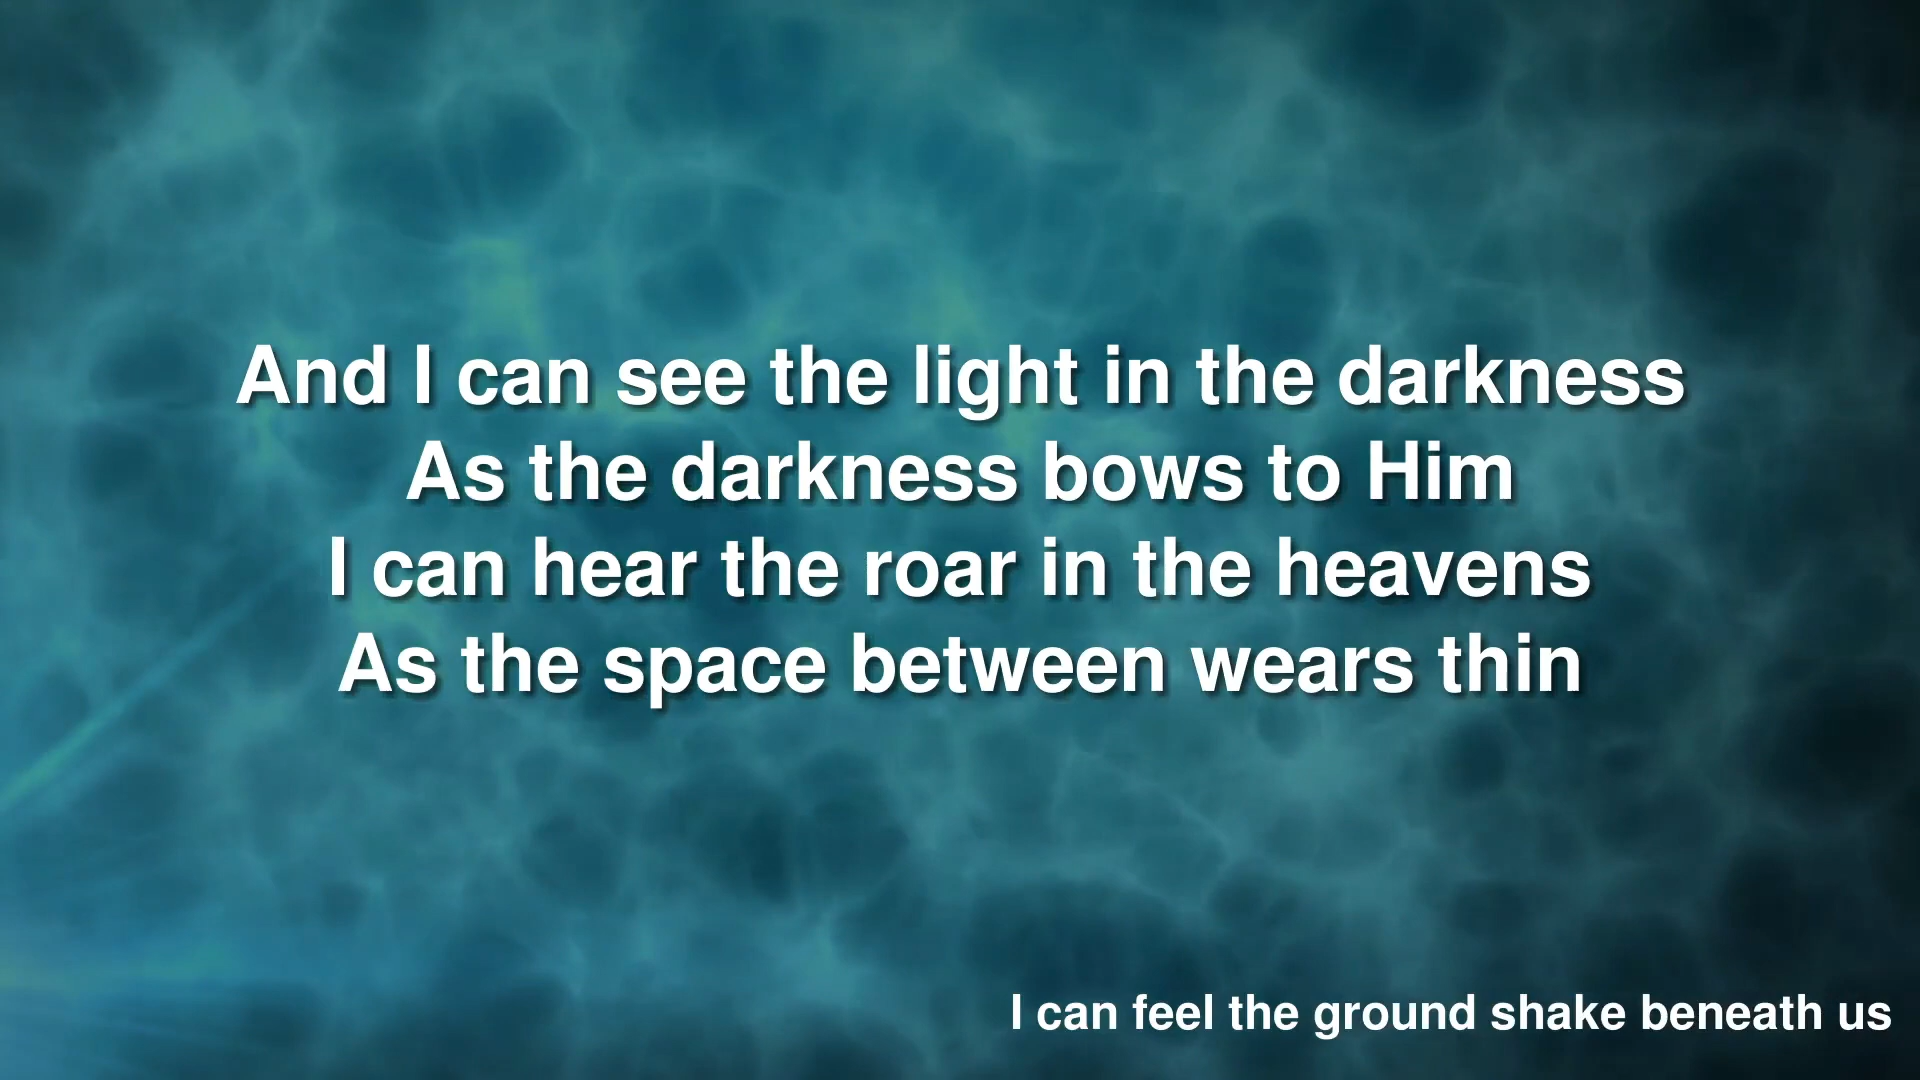 And I can see the light in the darkness
As the darkness bows to Him
I can hear the roar in the heavens
As the space between wears thin
I can feel the ground shake beneath us